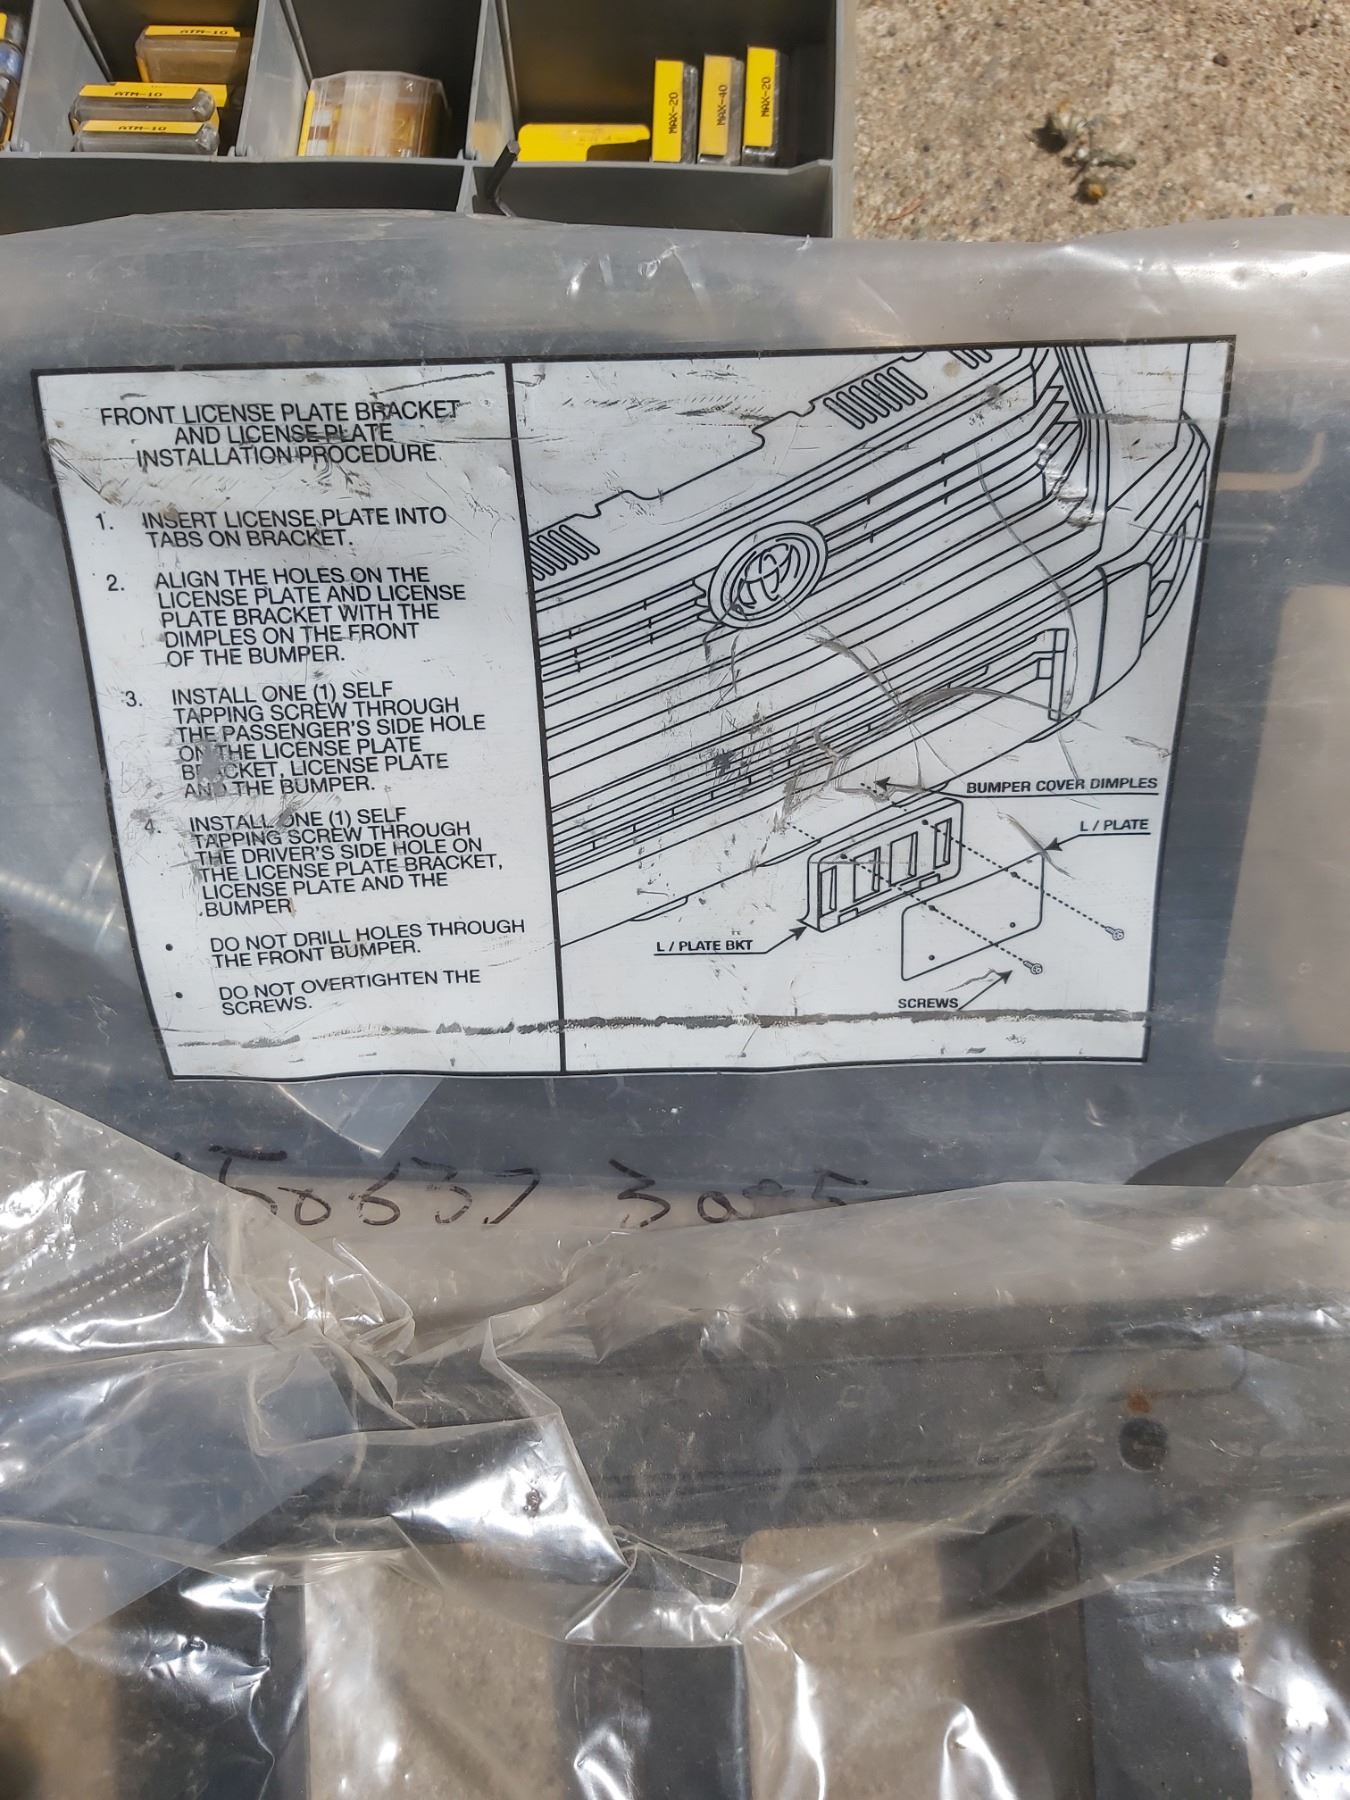 ATM-10
ATM-10
ATM-10
MAX-20
MAX-40
MAX-20
FRONT LICENSE PLATE BRACKET
AND LICENSE PLATE
INSTALLATION PROCEDURE
1. INSERT LICENSE PLATE INTO
TABS ON BRACKET.
2. ALIGN THE HOLES ON THE
LICENSE PLATE AND LICENSE
PLATE BRACKET WITH THE
DIMPLES ON THE FRONT
OF THE BUMPER.
3. INSTALL ONE (1) SELF
TAPPING SCREW THROUGH
THE PASSENGER'S SIDE HOLE
ON THE LICENSE PLATE
BRACKET, LICENSE PLATE
AND THE BUMPER.
4. INSTALL ONE (1) SELF
TAPPING SCREW THROUGH
THE DRIVER'S SIDE HOLE ON
THE LICENSE PLATE BRACKET,
LICENSE PLATE AND THE
BUMPER
• DO NOT DRILL HOLES THROUGH
THE FRONT BUMPER.
• DO NOT OVERTIGHTEN THE
SCREWS.
BUMPER COVER DIMPLES
L / PLATE
L / PLATE BKT
SCREWS